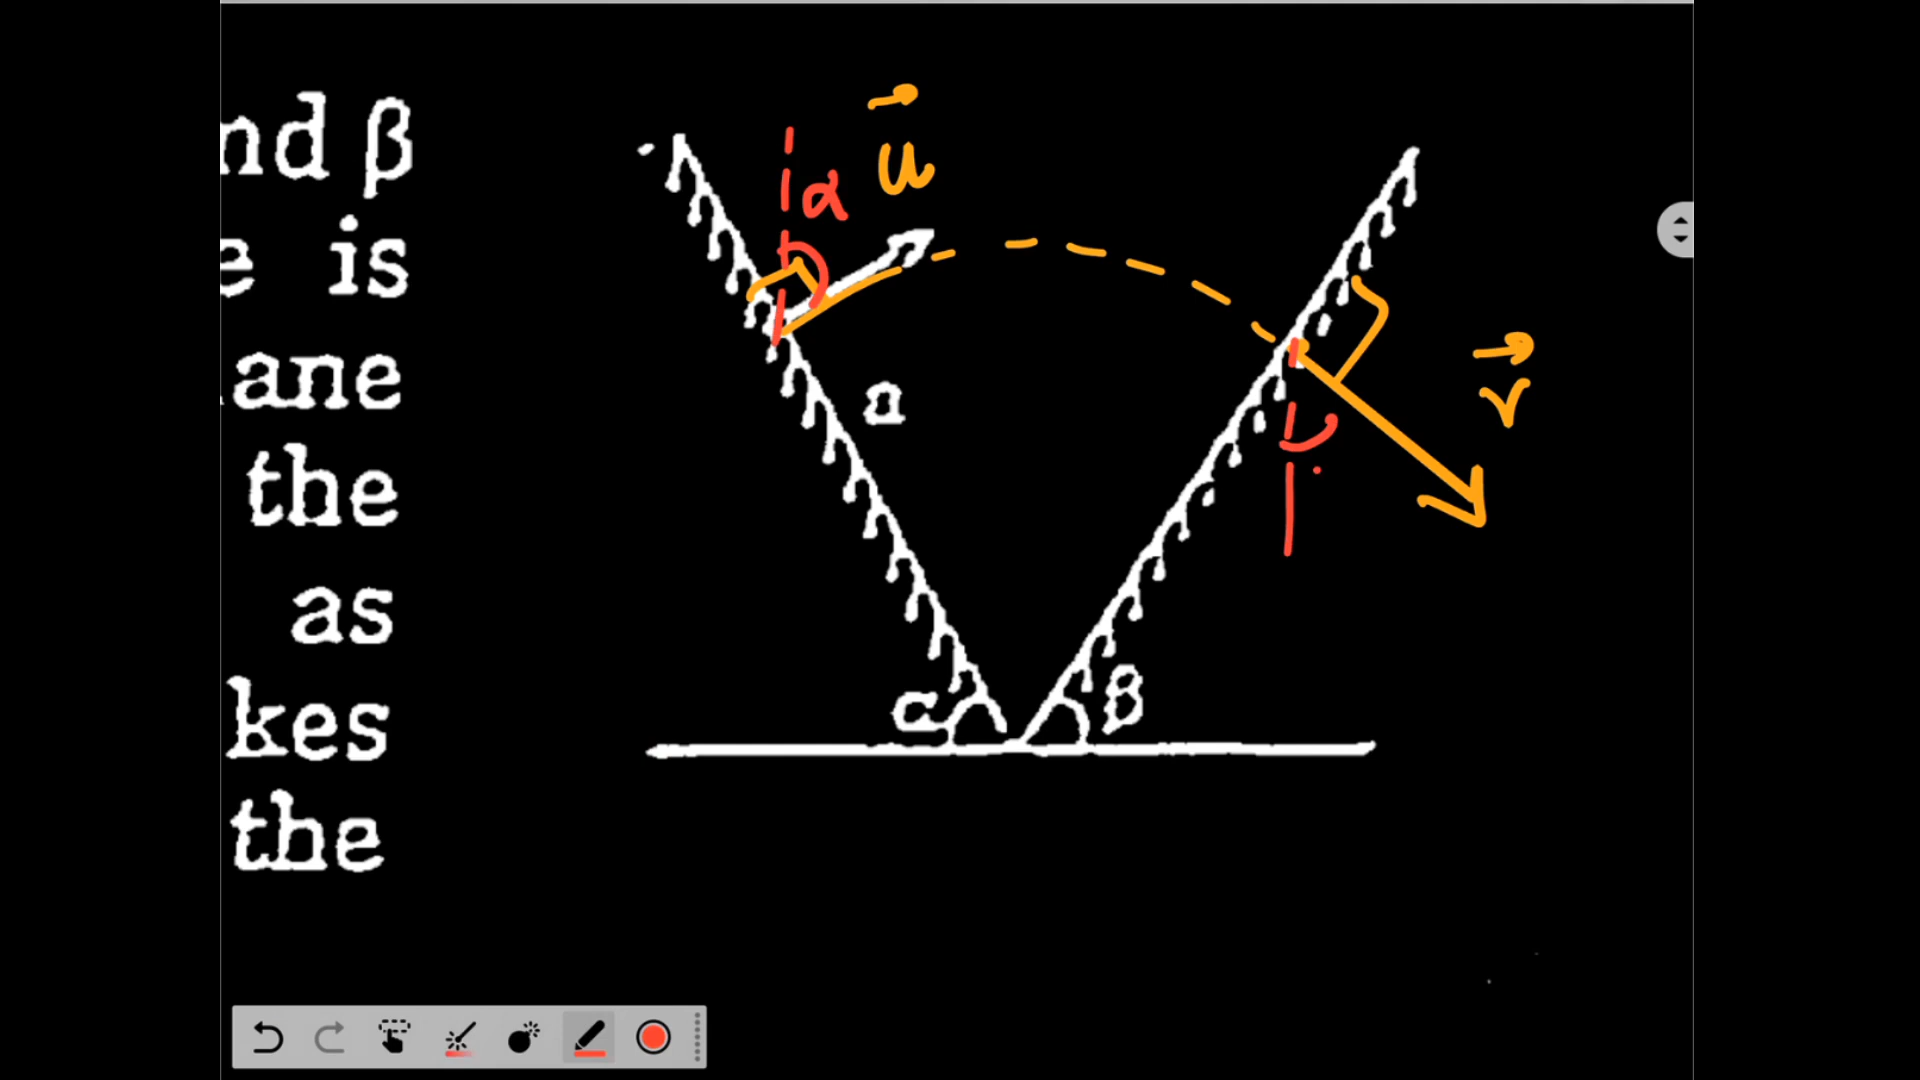 nd β
e is
ane
the
as
kes
the
α u
a
v
α β